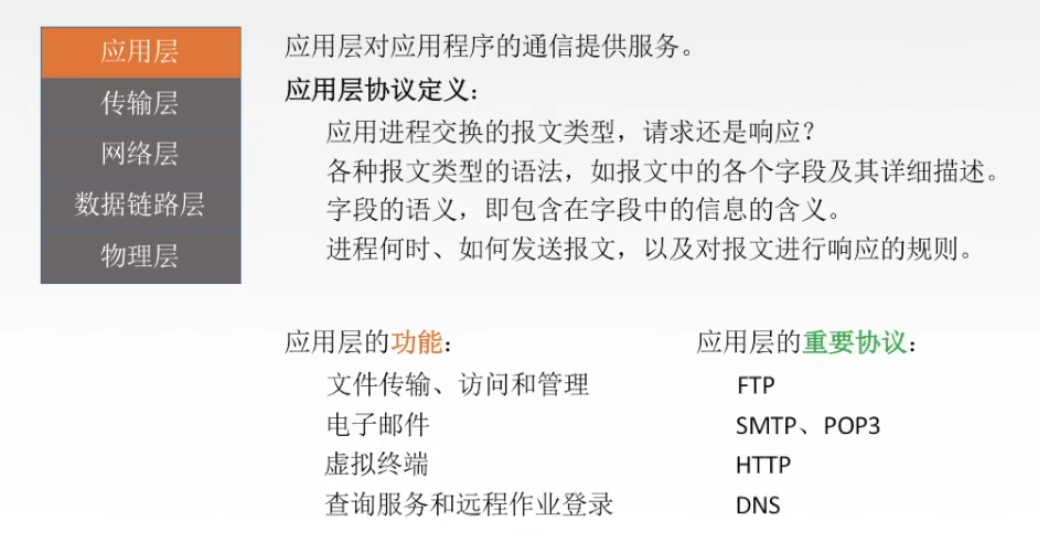 应用层
传输层
网络层
数据链路层
物理层
应用层对应用程序的通信提供服务。
应用层协议定义：
应用进程交换的报文类型，请求还是响应？
各种报文类型的语法，如报文中的各个字段及其详细描述。
字段的语义，即包含在字段中的信息的含义。
进程何时、如何发送报文，以及对报文进行响应的规则。
应用层的功能：
文件传输、访问和管理
电子邮件
虚拟终端
查询服务和远程作业登录
应用层的重要协议：
FTP
SMTP、POP3
HTTP
DNS